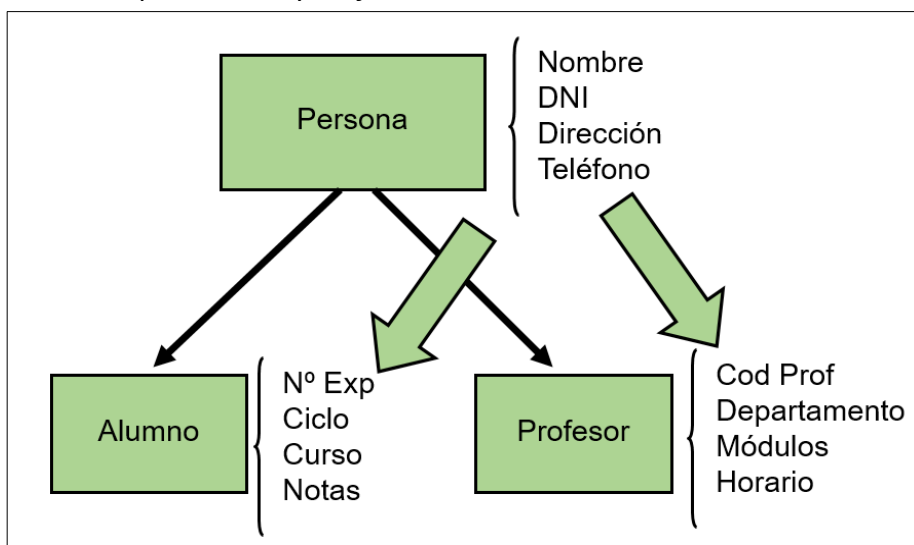 Persona
Nombre
DNI
Dirección
Teléfono
Alumno
Nº Exp
Ciclo
Curso
Notas
Profesor
Cod Prof
Departamento
Módulos
Horario